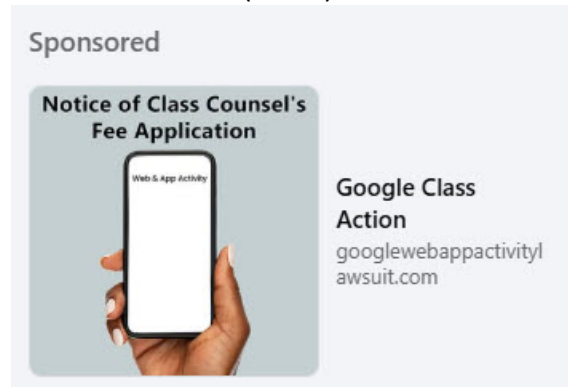 Sponsored
Notice of Class Counsel's
Fee Application
Web & App Activity
Google Class
Action
googlewebappactivityl
awsuit.com